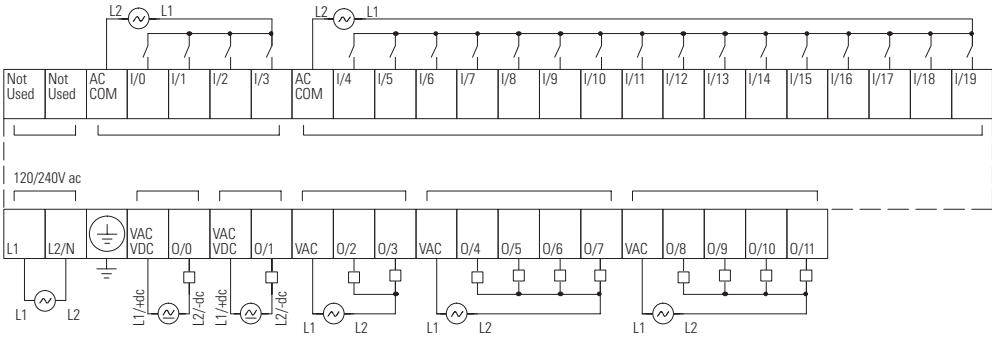 L2 L1 L2 L1
Not Used Not Used AC COM I/0 I/1 I/2 I/3 AC COM I/4 I/5 I/6 I/7 I/8 I/9 I/10 I/11 I/12 I/13 I/14 I/15 I/16 I/17 I/18 I/19
120/240V ac
L1 L2/N VAC VDC O/0 VAC VDC O/1 VAC O/2 O/3 VAC O/4 O/5 O/6 O/7 VAC O/8 O/9 O/10 O/11
L1/+dc L2/-dc L1/+dc L2/-dc
L1 L2 L1 L2 L1 L2 L1 L2